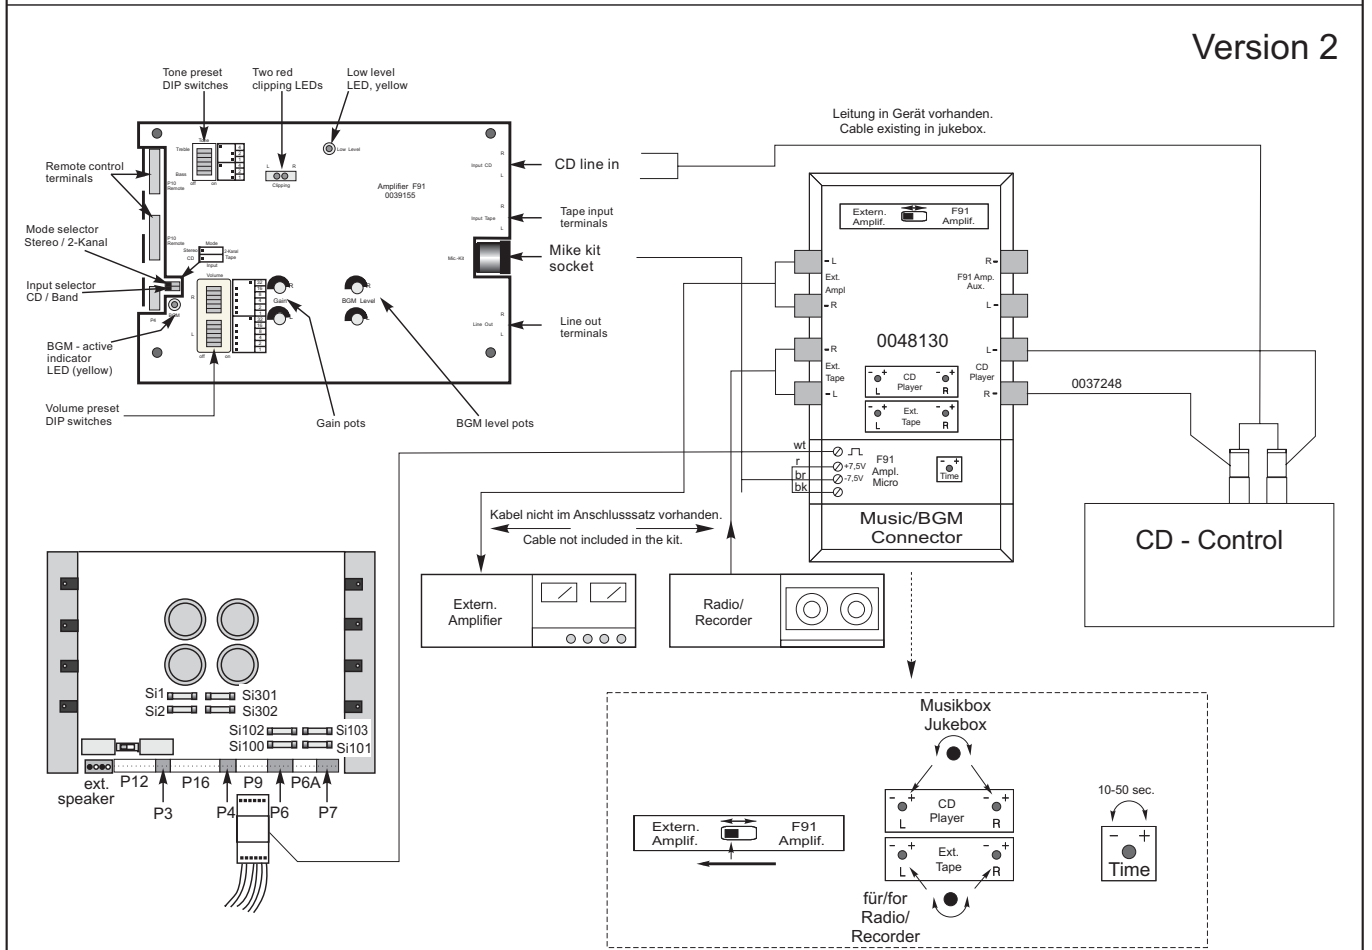 Version 2
Tone preset
DIP switches
Two red
clipping LEDs
Low level
LED, yellow
Remote control
terminals
Mode selector
Stereo / 2-Kanal
Input selector
CD / Band
BGM - active
indicator
LED (yellow)
Volume preset
DIP switches
Tone
Treble
Bass
off on
P10
Remote
P10
Remote
L R
Clipping
Low Level
Amplifier F91
0039155
R
Input CD
L
R
Input Tape
L
Mic.-Kit
R
Line Out
L
Mode
Stereo 2-Kanal
CD Tape
Input
Volume
R
L
off on
BGM
Gain
R
L
BGM Level
R
L
Gain pots
BGM level pots
CD line in
Tape input
terminals
Mike kit
socket
Line out
terminals
Leitung in Gerät vorhanden.
Cable existing in jukebox.
Extern. F91
Amplif. Amplif.
- L
Ext.
Ampl
- R
- R
Ext.
Tape
- L
R -
F91 Amp.
Aux.
L -
L -
CD
Player
R -
0048130
- + - +
CD
Player
L R
- + - +
Ext.
Tape
L R
0037248
wt
r
br
bk
+7,5V
-7,5V
F91
Ampl.
Micro
- +
Time
Music/BGM
Connector
CD - Control
Kabel nicht im Anschlusssatz vorhanden.
Cable not included in the kit.
Extern.
Amplifier
Radio/
Recorder
Si1 Si301
Si2 Si302
Si102 Si103
Si100 Si101
ext.
speaker
P12 P16 P9 P6A
P3 P4 P6 P7
Musikbox
Jukebox
- + - +
CD
Player
L R
- + - +
Ext.
Tape
L R
Extern. F91
Amplif. Amplif.
für/for
Radio/
Recorder
10-50 sec.
- +
Time